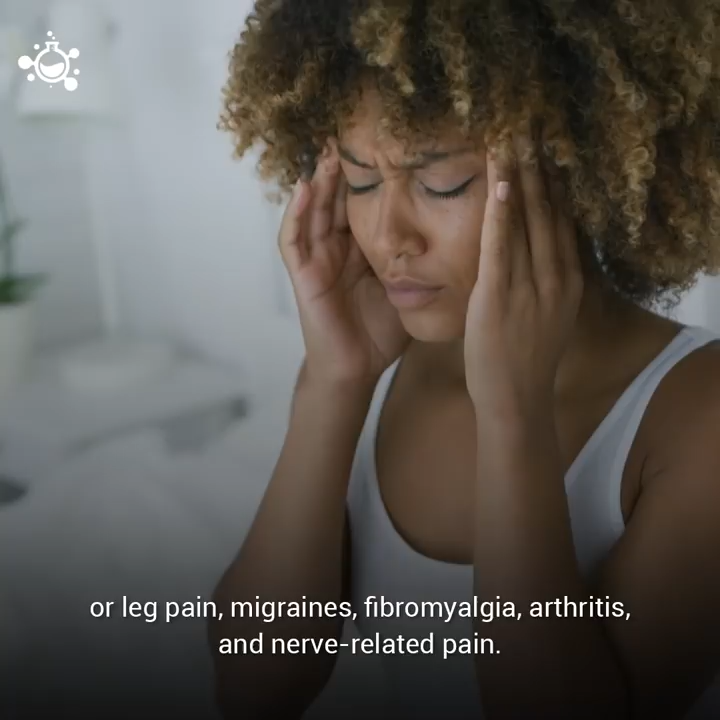 or leg pain, migraines, fibromyalgia, arthritis,
and nerve-related pain.